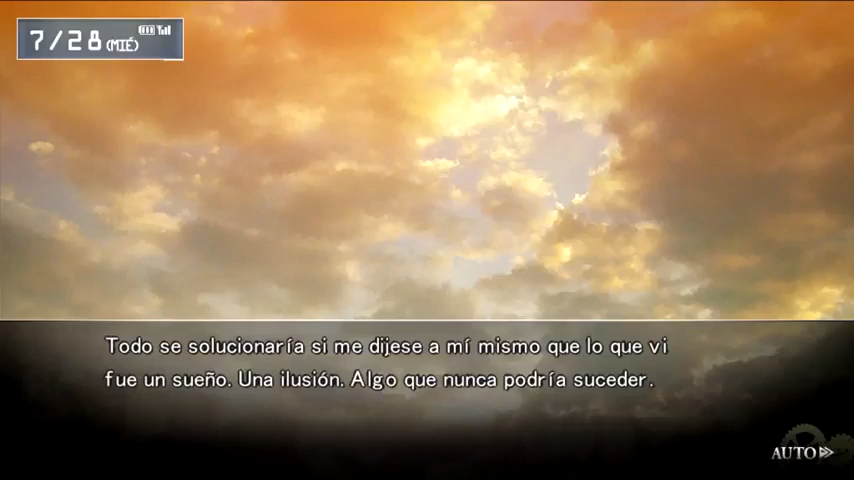 7/28(MIÉ)
Todo se solucionaría si me dijese a mí mismo que lo que vi
fue un sueño. Una ilusión. Algo que nunca podría suceder.
AUTO